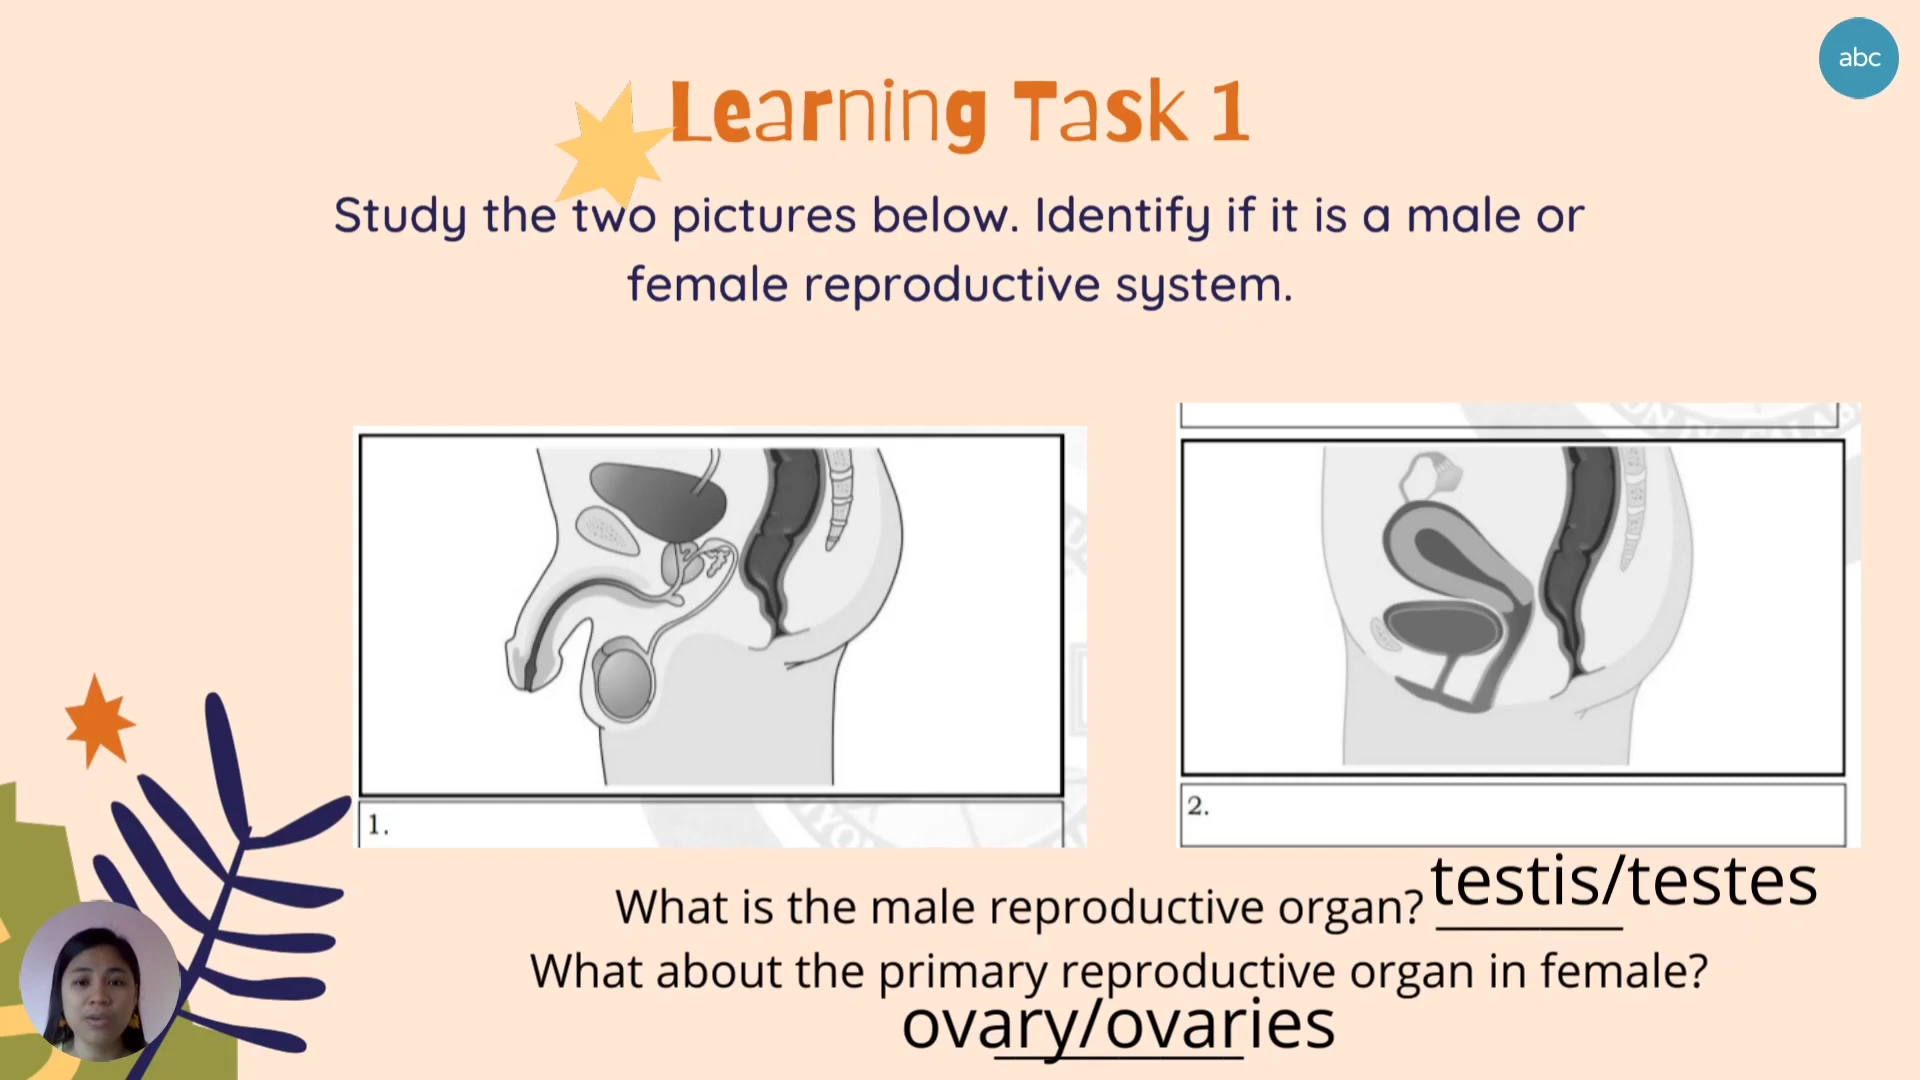 abc
Learning Task 1
Study the two pictures below. Identify if it is a male or
female reproductive system.
1.
2.
What is the male reproductive organ? testis/testes
What about the primary reproductive organ in female?
ovary/ovaries